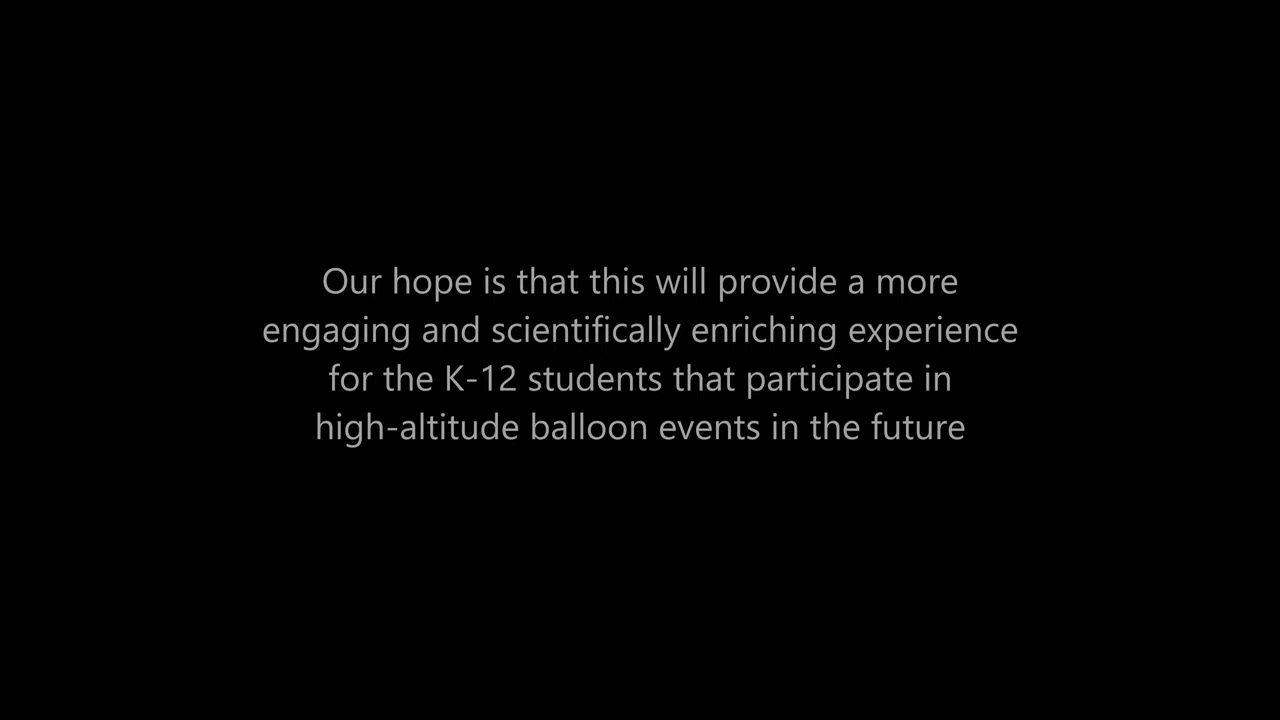 Our hope is that this will provide a more
engaging and scientifically enriching experience
for the K-12 students that participate in
high-altitude balloon events in the future